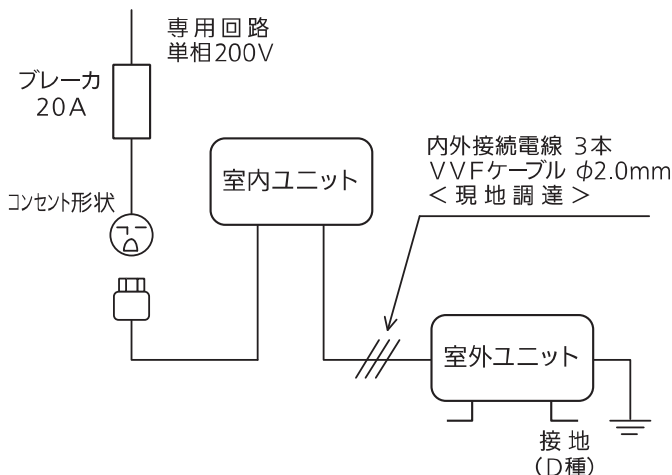 専用回路
単相200V
ブレーカ
20A
コンセント形状
室内ユニット
内外接続電線 3本
VVFケーブル φ2.0mm
<現地調達>
室外ユニット
接地
(D種)